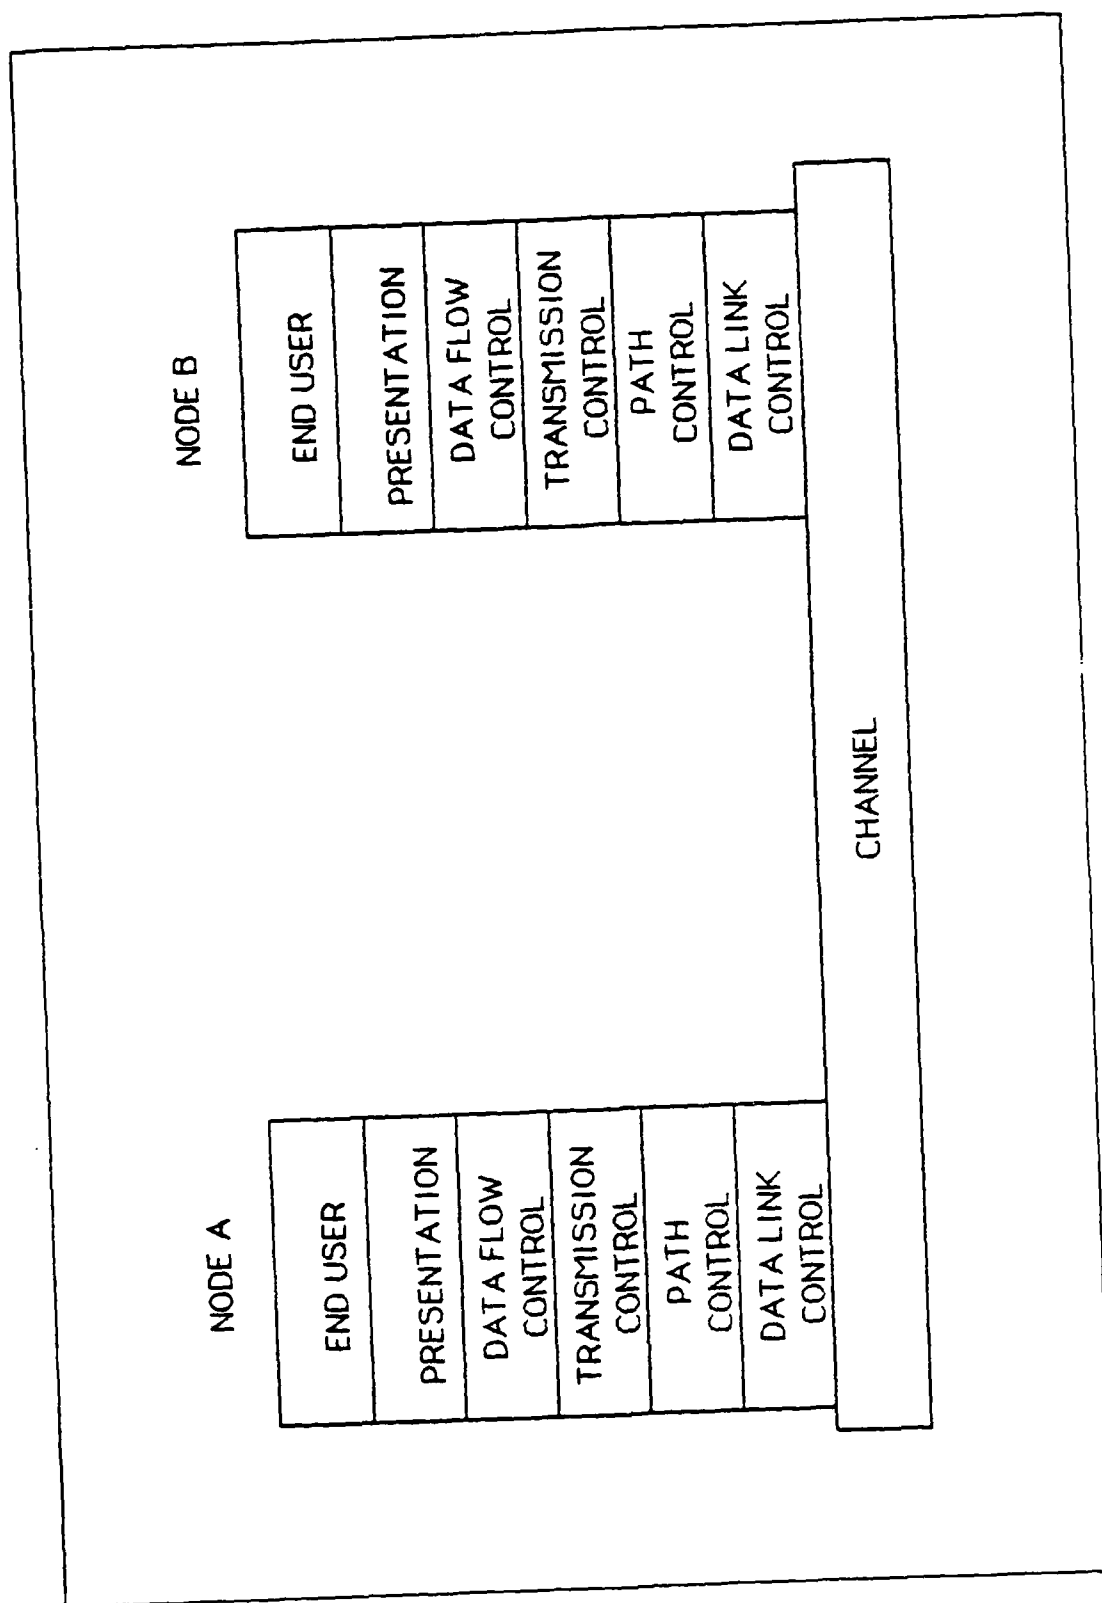 NODE A
END USER
PRESENTATION
DATA FLOW
CONTROL
TRANSMISSION
CONTROL
PATH
CONTROL
DATA LINK
CONTROL
NODE B
END USER
PRESENTATION
DATA FLOW
CONTROL
TRANSMISSION
CONTROL
PATH
CONTROL
DATA LINK
CONTROL
CHANNEL